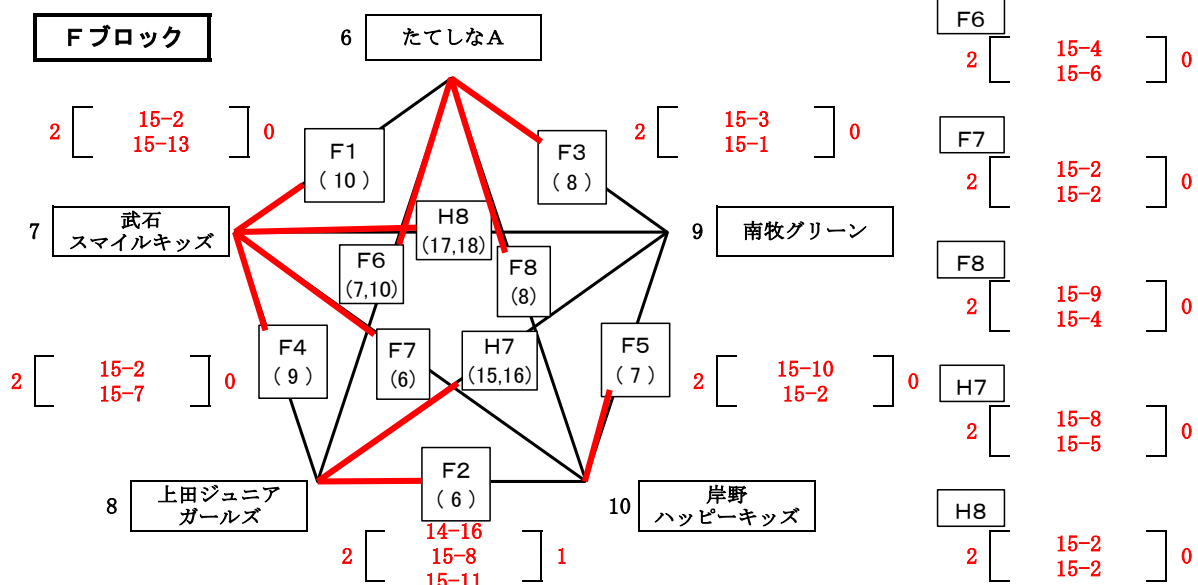 Fブロック
6
たてしなA
F6
2
15-4
15-6
0
2
15-2
15-13
0
F1
(10)
F3
(8)
2
15-3
15-1
0
F7
2
15-2
15-2
0
7
武石
スマイルキッズ
H8
(17,18)
9
南牧グリーン
F6
(7,10)
F8
(8)
F8
2
15-9
15-4
0
2
15-2
15-7
0
F4
(9)
F7
(6)
H7
(15,16)
F5
(7)
2
15-10
15-2
0
H7
2
15-8
15-5
0
8
上田ジュニア
ガールズ
F2
(6)
10
岸野
ハッピーキッズ
2
14-16
15-8
15-11
1
H8
2
15-2
15-2
0